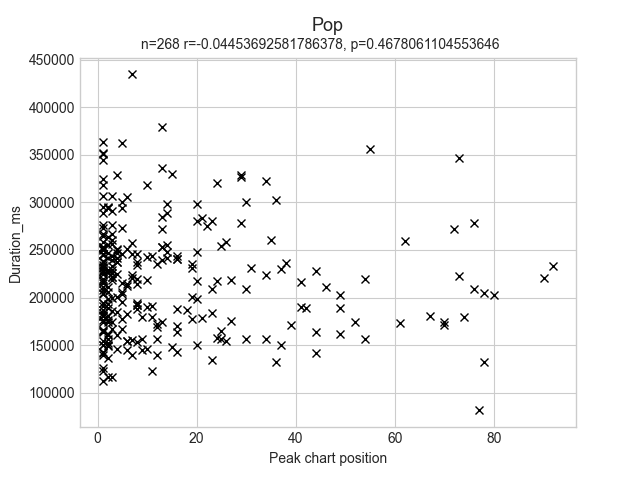 Pop
n=268 r=-0.04453692581786378, p=0.4678061104553646
450000
400000
350000
300000
250000
200000
150000
100000
Duration_ms
0 20 40 60 80
Peak chart position